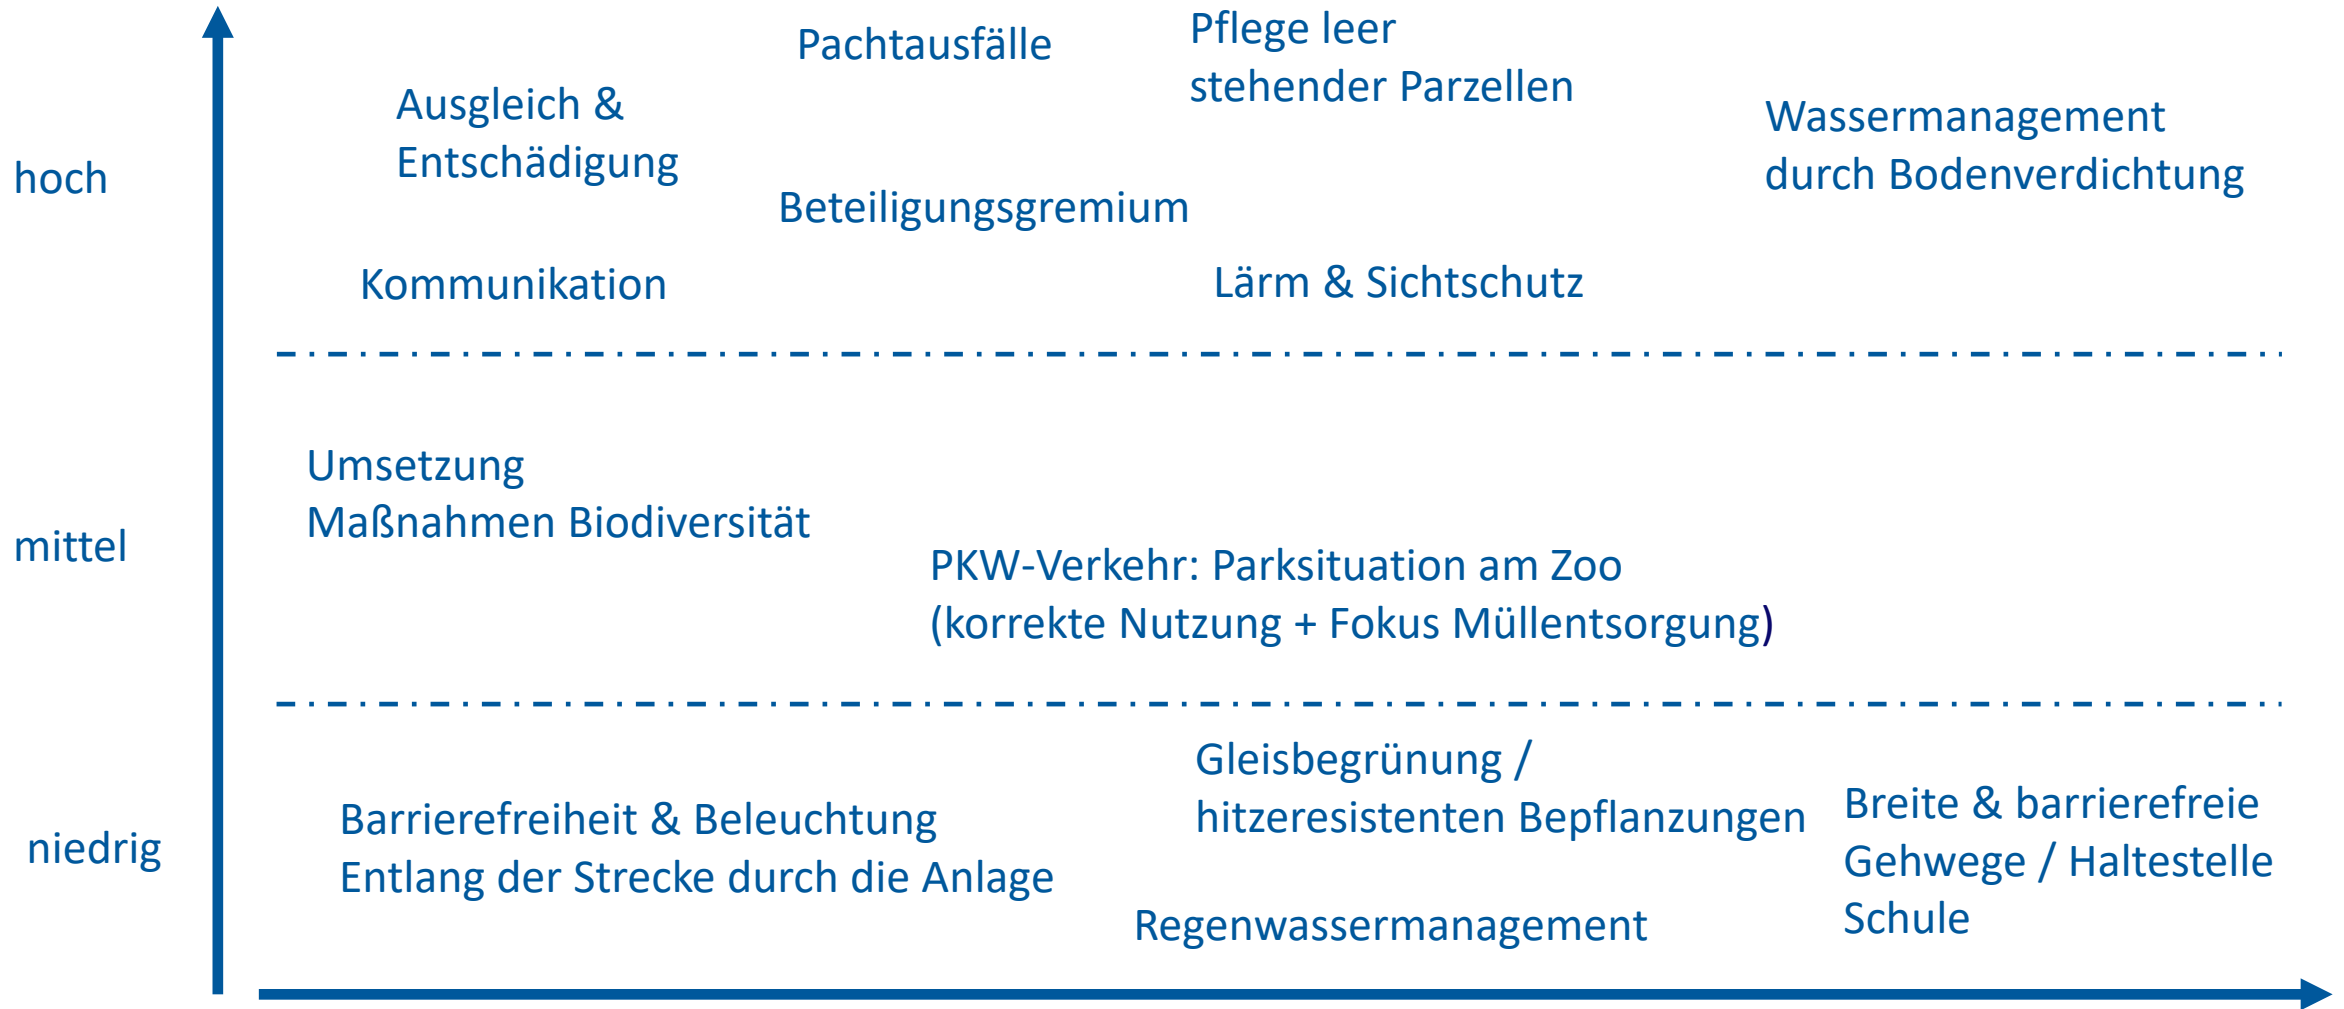 hoch
Ausgleich &
Entschädigung
Pachtausfälle
Pflege leer
stehender Parzellen
Wassermanagement
durch Bodenverdichtung
Beteiligungsgremium
Kommunikation
Lärm & Sichtschutz
mittel
Umsetzung
Maßnahmen Biodiversität
PKW-Verkehr: Parksituation am Zoo
(korrekte Nutzung + Fokus Müllentsorgung)
niedrig
Barrierefreiheit & Beleuchtung
Entlang der Strecke durch die Anlage
Gleisbegrünung /
hitzeresistenten Bepflanzungen
Regenwassermanagement
Breite & barrierefreie
Gehwege / Haltestelle
Schule